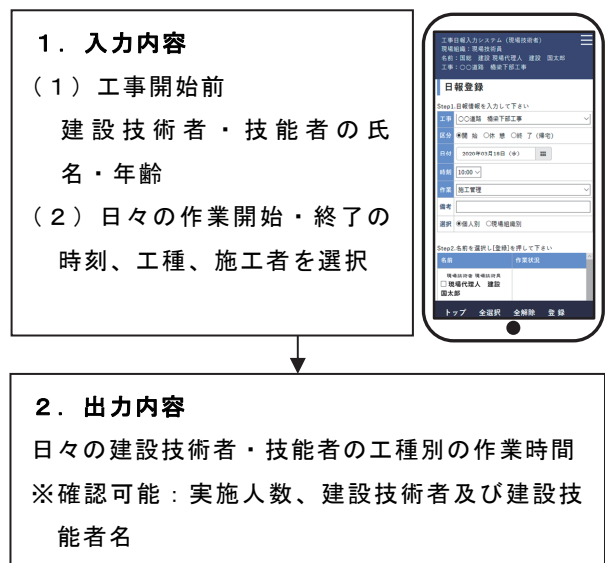 1．入力内容
（1）工事開始前
建設技術者・技能者の氏
名・年齢
（2）日々の作業開始・終了の
時刻、工種、施工者を選択
工事日報入力システム（現場技術者）
現場組織：現場技術員
名前：国総 建設 現場代理人 建設 国太郎
工事：〇〇道路 橋梁下部工事
日報登録
Step1.日報情報を入力して下さい
工事 〇〇道路 橋梁下部工事
区分 開 始 休 憩 終 了（帰宅）
日付 2020年03月18日（水）
時刻 10:00
作業 施工管理
備考
選択 個人別 現場組織別
Step2.名前を選択し[登録]を押して下さい
名前 作業状況
現場技術者 現場技術員
現場代理人 建設
国太郎
トップ 全選択 全解除 登録
2．出力内容
日々の建設技術者・技能者の工種別の作業時間
※確認可能：実施人数、建設技術者及び建設技
能者名